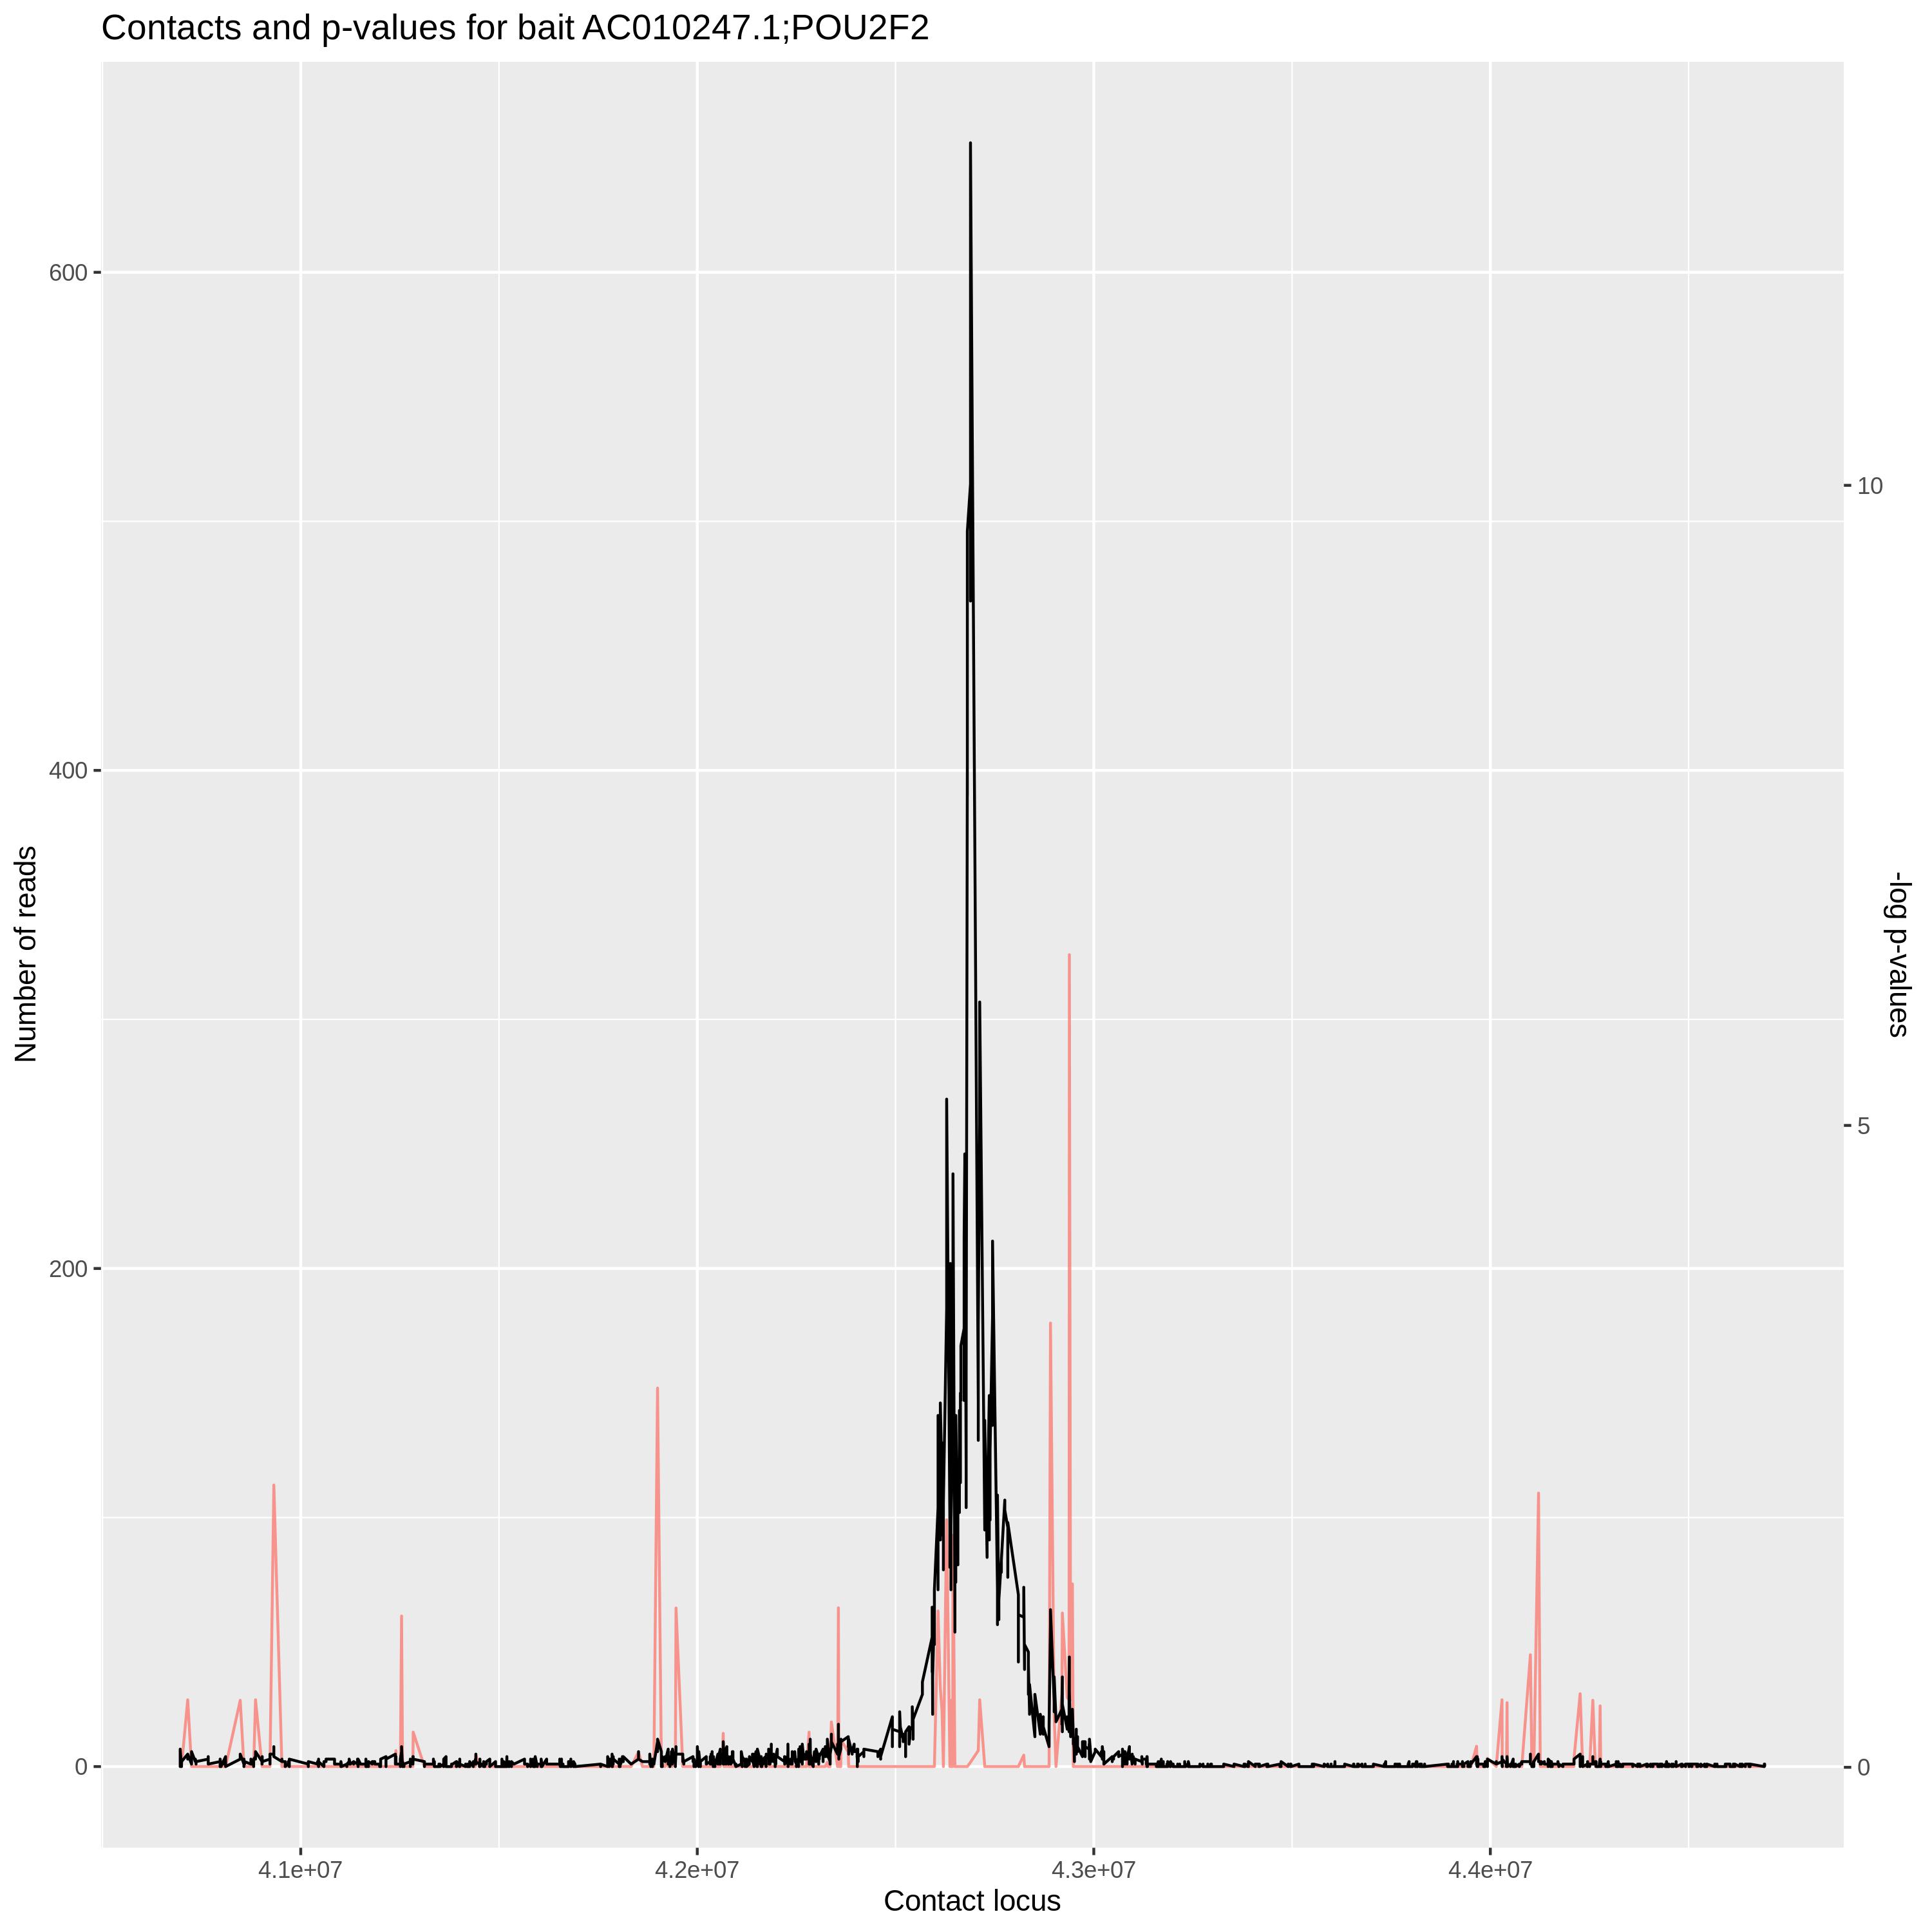 Contacts and p-values for bait AC010247.1;POU2F2
Number of reads
600
400
200
0
10
5
0
-log p-values
4.1e+07
4.2e+07
4.3e+07
4.4e+07
Contact locus